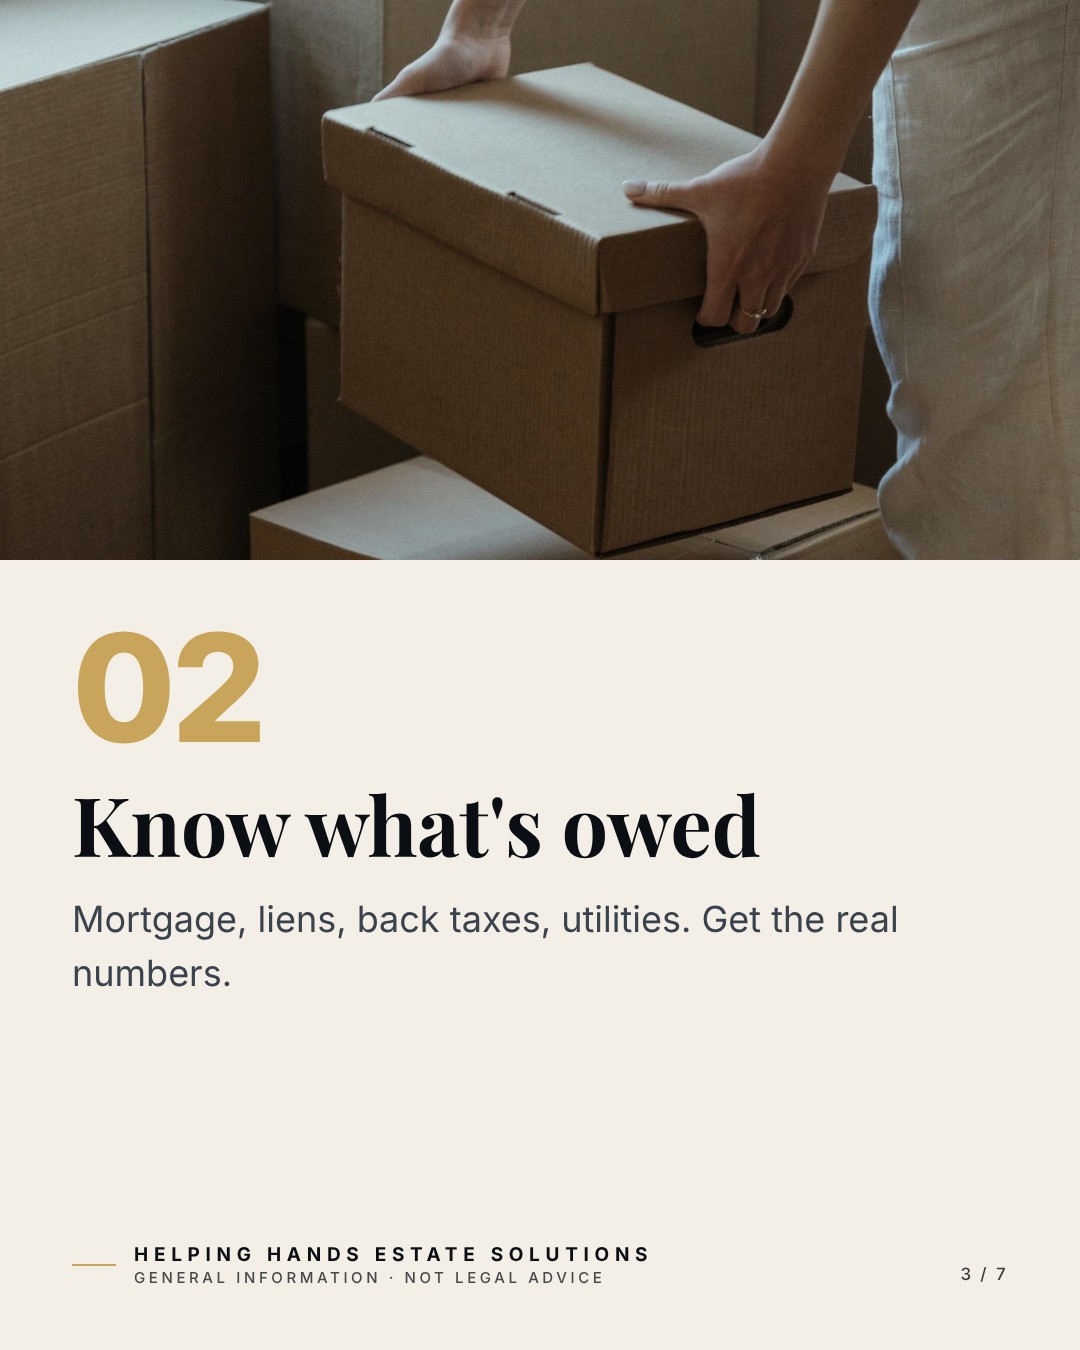 02
Know what's owed
Mortgage, liens, back taxes, utilities. Get the real
numbers.
HELPING HANDS ESTATE SOLUTIONS
GENERAL INFORMATION · NOT LEGAL ADVICE
3 / 7